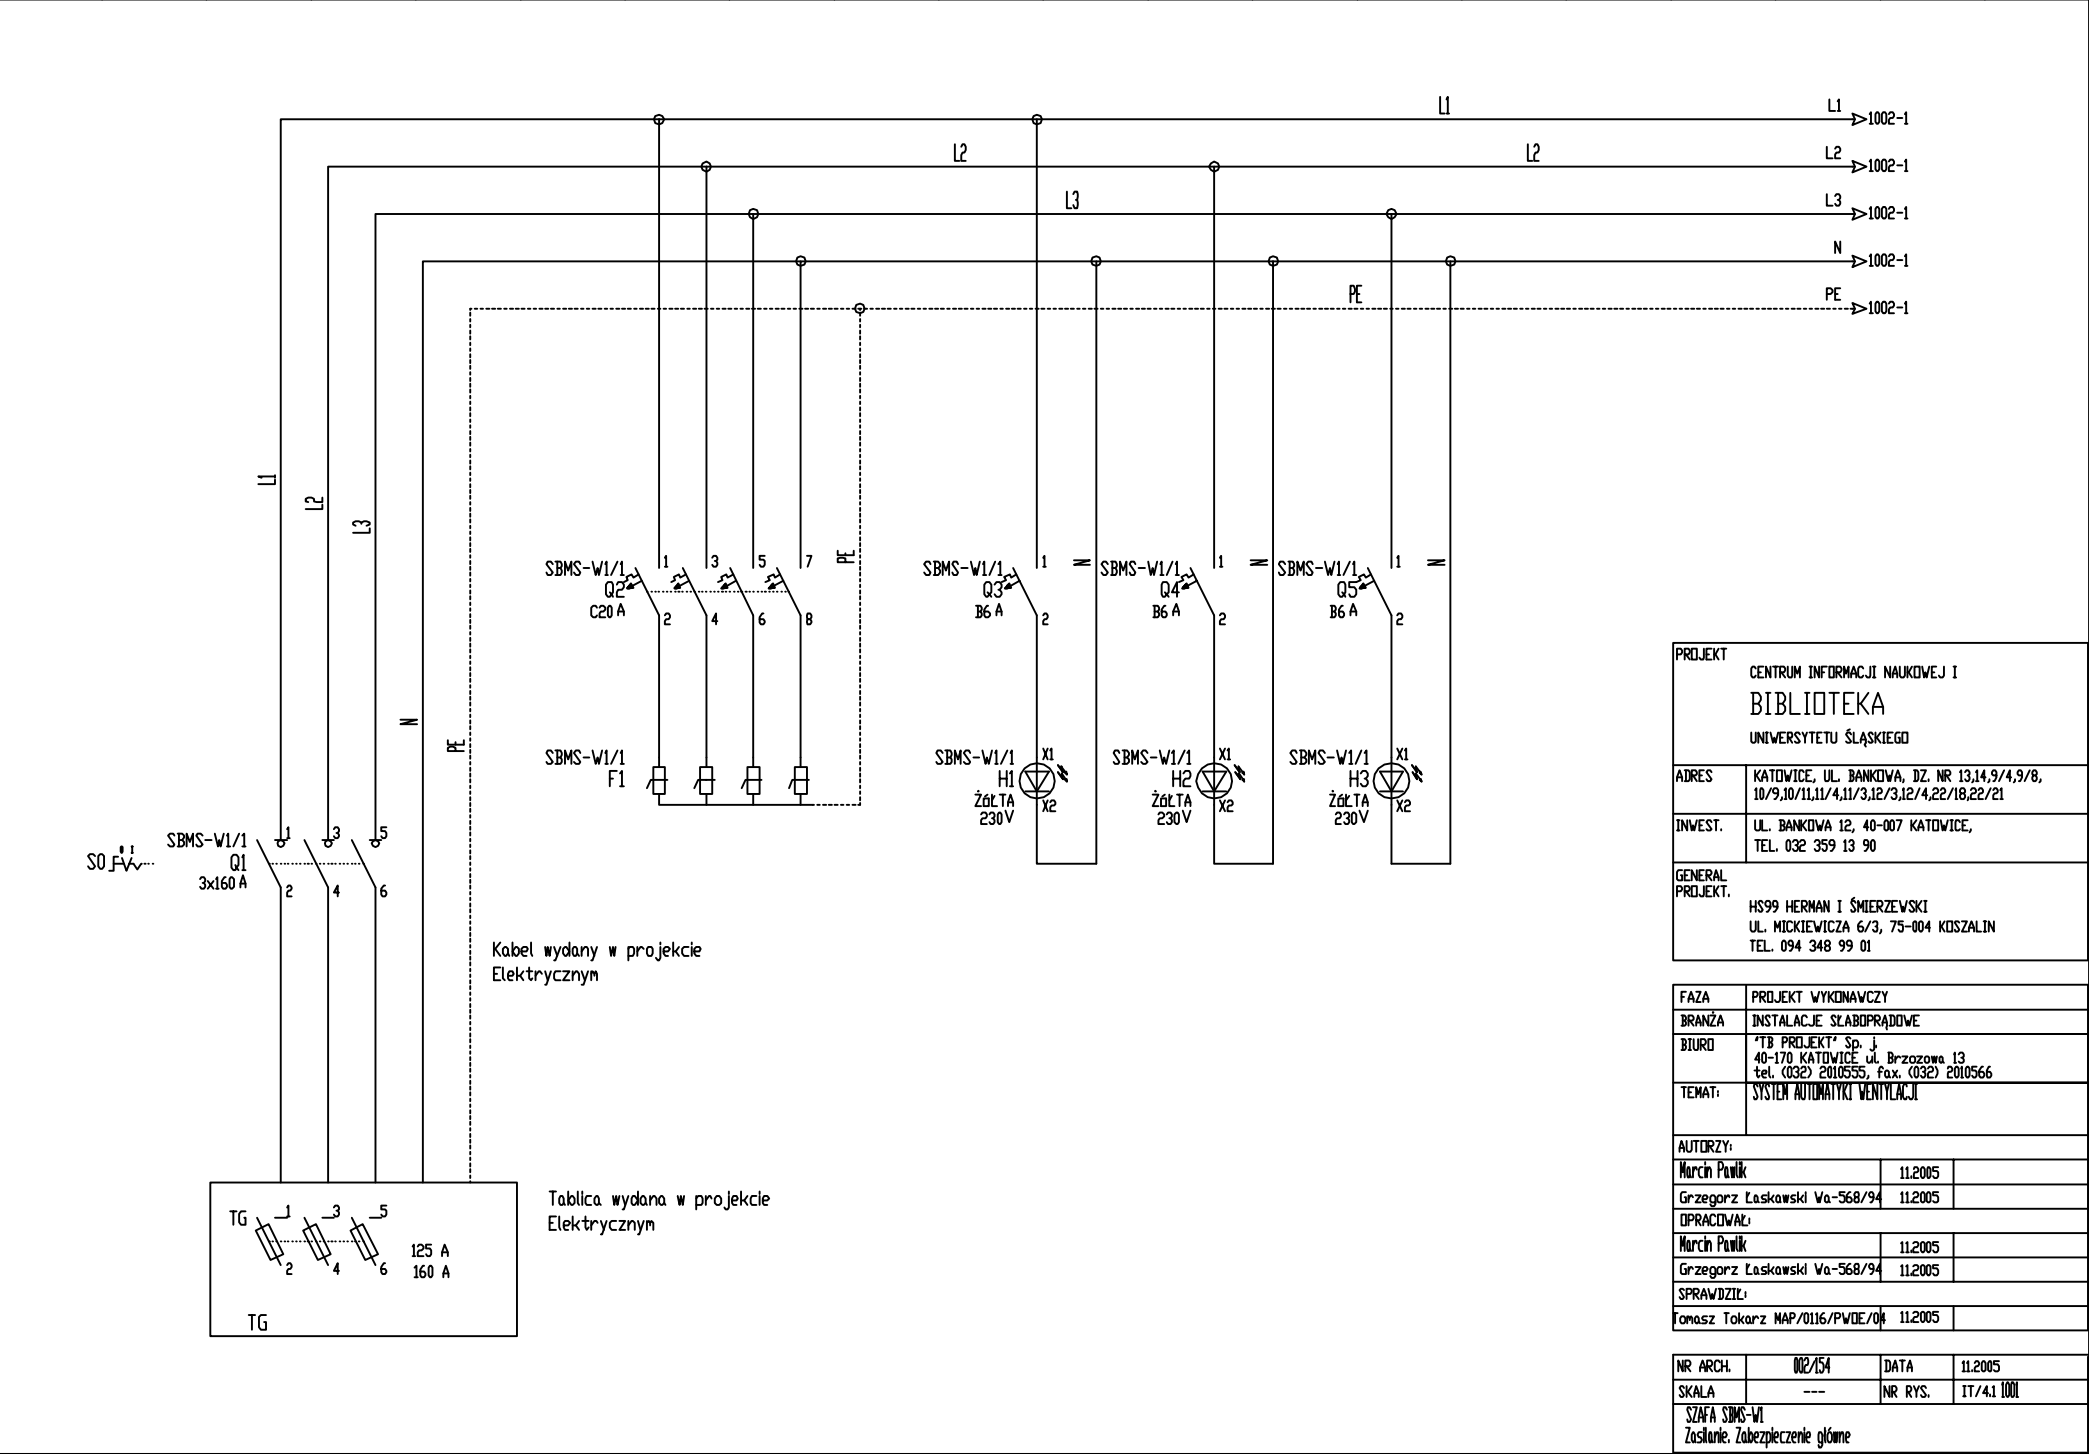 L1
L1
1002-1
L2
L2
L2
1002-1
L3
L3
1002-1
N
1002-1
PE
PE
1002-1
L1
L2
L3
N
PE
PE
SBMS-W1/1
Q2
C20 A
1 3 5 7
2 4 6 8
SBMS-W1/1
Q3
B6 A
1
2
N
SBMS-W1/1
Q4
B6 A
1
2
N
SBMS-W1/1
Q5
B6 A
1
2
N
SBMS-W1/1
F1
SBMS-W1/1
H1
ŻÓŁTA
230V
X1
X2
SBMS-W1/1
H2
ŻÓŁTA
230V
X1
X2
SBMS-W1/1
H3
ŻÓŁTA
230V
X1
X2
S0
0 I
SBMS-W1/1
Q1
3x160 A
1 3 5
2 4 6
Kabel wydany w projekcie
Elektrycznym
Tablica wydana w projekcie
Elektrycznym
TG
1 3 5
2 4 6
125 A
160 A
TG
PROJEKT
CENTRUM INFORMACJI NAUKOWEJ I
BIBLIOTEKA
UNIWERSYTETU ŚLĄSKIEGO
ADRES
KATOWICE, UL. BANKOWA, DZ. NR 13,14,9/4,9/8,
10/9,10/11,11/4,11/3,12/3,12/4,22/18,22/21
INWEST.
UL. BANKOWA 12, 40-007 KATOWICE,
TEL. 032 359 13 90
GENERAL
PROJEKT.
HS99 HERMAN I ŚMIERZEWSKI
UL. MICKIEWICZA 6/3, 75-004 KOSZALIN
TEL. 094 348 99 01
FAZA PROJEKT WYKONAWCZY
BRANŻA INSTALACJE SŁABOPRĄDOWE
BIURO
"TB PROJEKT" Sp. j.
40-170 KATOWICE ul. Brzozowa 13
tel. (032) 2010555, fax. (032) 2010566
TEMAT: SYSTEM AUTOMATYKI WENTYLACJI
AUTORZY:
Marcin Pawlik 11.2005
Grzegorz Łaskawski Wa-568/94 11.2005
OPRACOWAŁ:
Marcin Pawlik 11.2005
Grzegorz Łaskawski Wa-568/94 11.2005
SPRAWDZIŁ:
Tomasz Tokarz MAP/0116/PWOE/04 11.2005
NR ARCH. 002/154 DATA 11.2005
SKALA --- NR RYS. IT/4.1 1001
SZAFA SBMS-W1
Zasilanie. Zabezpieczenie główne